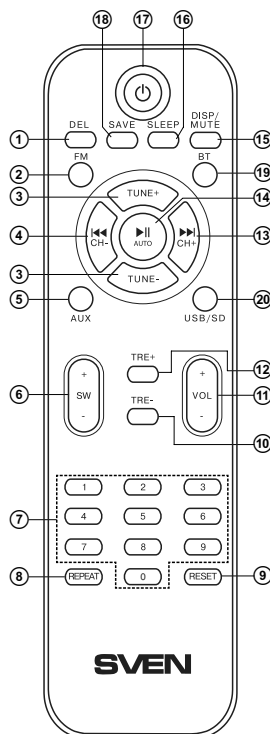 17
18 16
DISP/
DEL SAVE SLEEP MUTE
1 15
FM BT
2 19
3 TUNE+ 14
4 CH- AUTO CH+ 13
3 TUNE-
5 20
AUX USB/SD
TRE+ 12
+ +
6 SW VOL 11
- -
TRE- 10
1 2 3
7 4 5 6
7 8 9
8 REPEAT 0 RESET 9
SVEN